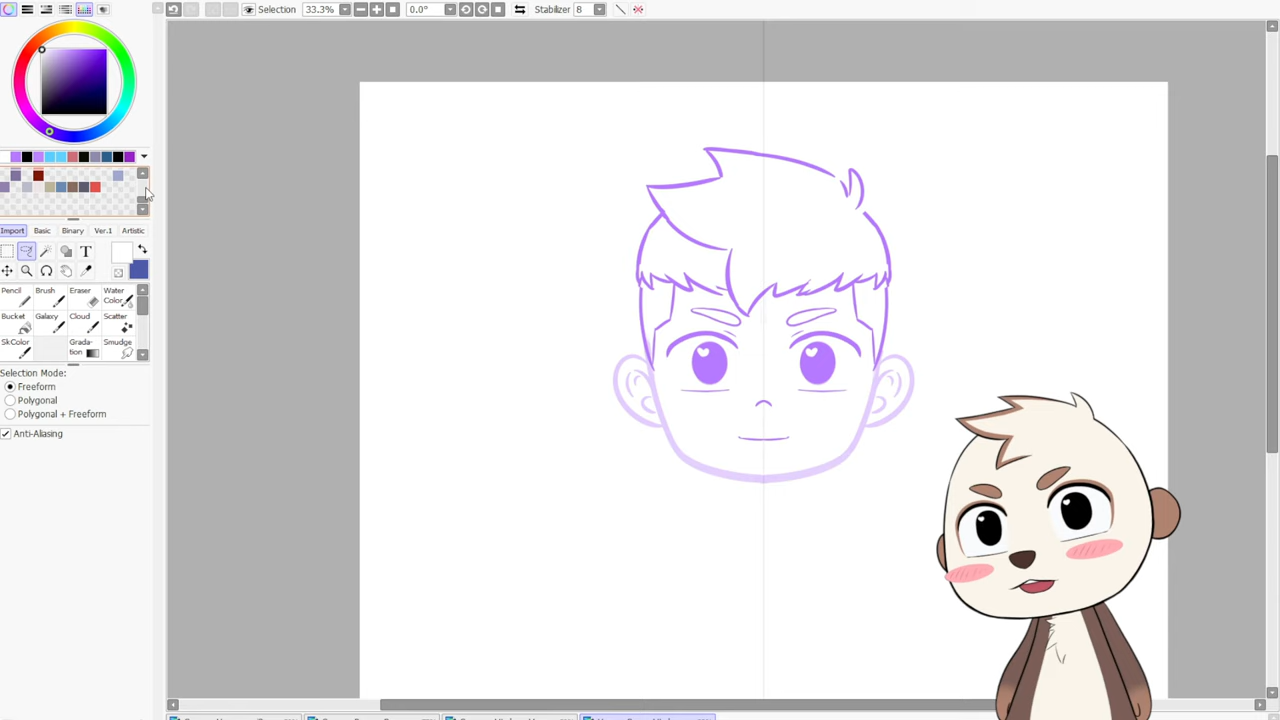 Selection 33.3% 0.0° Stabilizer 8
Import Basic Binary Ver.1 Artistic
T
Pencil Brush Eraser Water
Color
Bucket Galaxy Cloud Scatter
SkColor Grada-
tion Smudge
Selection Mode:
Freeform
Polygonal
Polygonal + Freeform
Anti-Aliasing